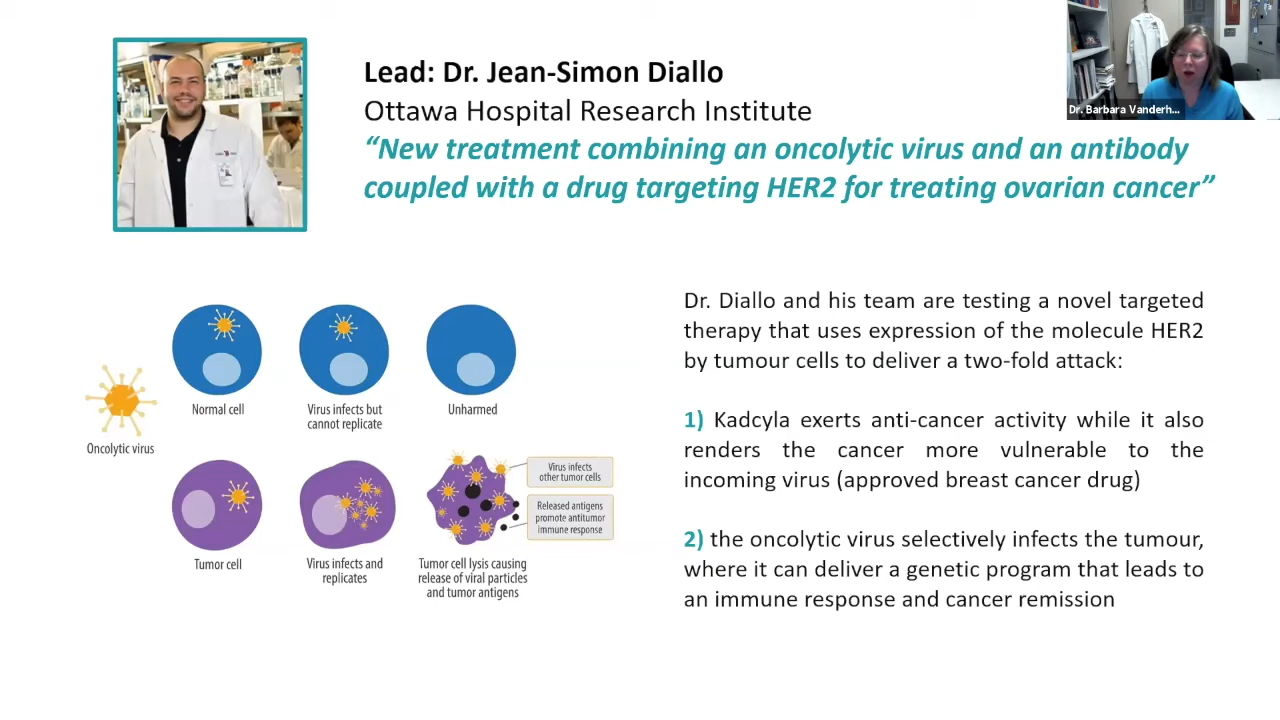 Lead: Dr. Jean-Simon Diallo
Ottawa Hospital Research Institute
“New treatment combining an oncolytic virus and an antibody
coupled with a drug targeting HER2 for treating ovarian cancer”
Dr. Barbara Vanderh...
Oncolytic virus
Normal cell
Virus infects but
cannot replicate
Unharmed
Tumor cell
Virus infects and
replicates
Tumor cell lysis causing
release of viral particles
and tumor antigens
Virus infects
other tumor cells
Released antigens
promote antitumor
immune response
Dr. Diallo and his team are testing a novel targeted
therapy that uses expression of the molecule HER2
by tumour cells to deliver a two-fold attack:
1) Kadcyla exerts anti-cancer activity while it also
renders the cancer more vulnerable to the
incoming virus (approved breast cancer drug)
2) the oncolytic virus selectively infects the tumour,
where it can deliver a genetic program that leads to
an immune response and cancer remission